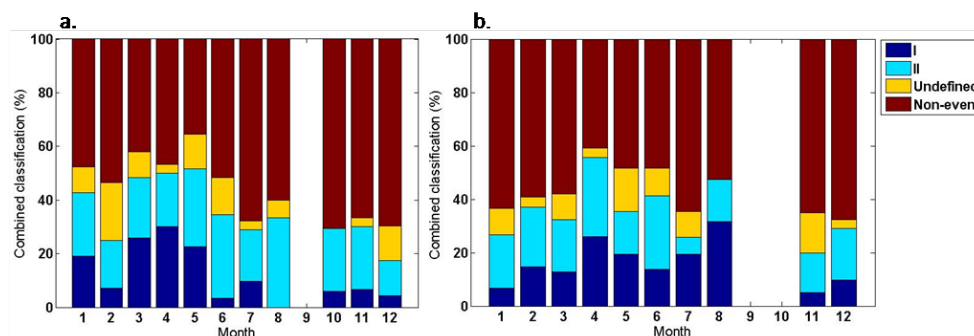 a.
100
80
60
40
20
0
Combined classification (%)
1 2 3 4 5 6 7 8 9 10 11 12
Month
b.
100
80
60
40
20
0
Combined classification (%)
1 2 3 4 5 6 7 8 9 10 11 12
Month
I
II
Undefined
Non-even